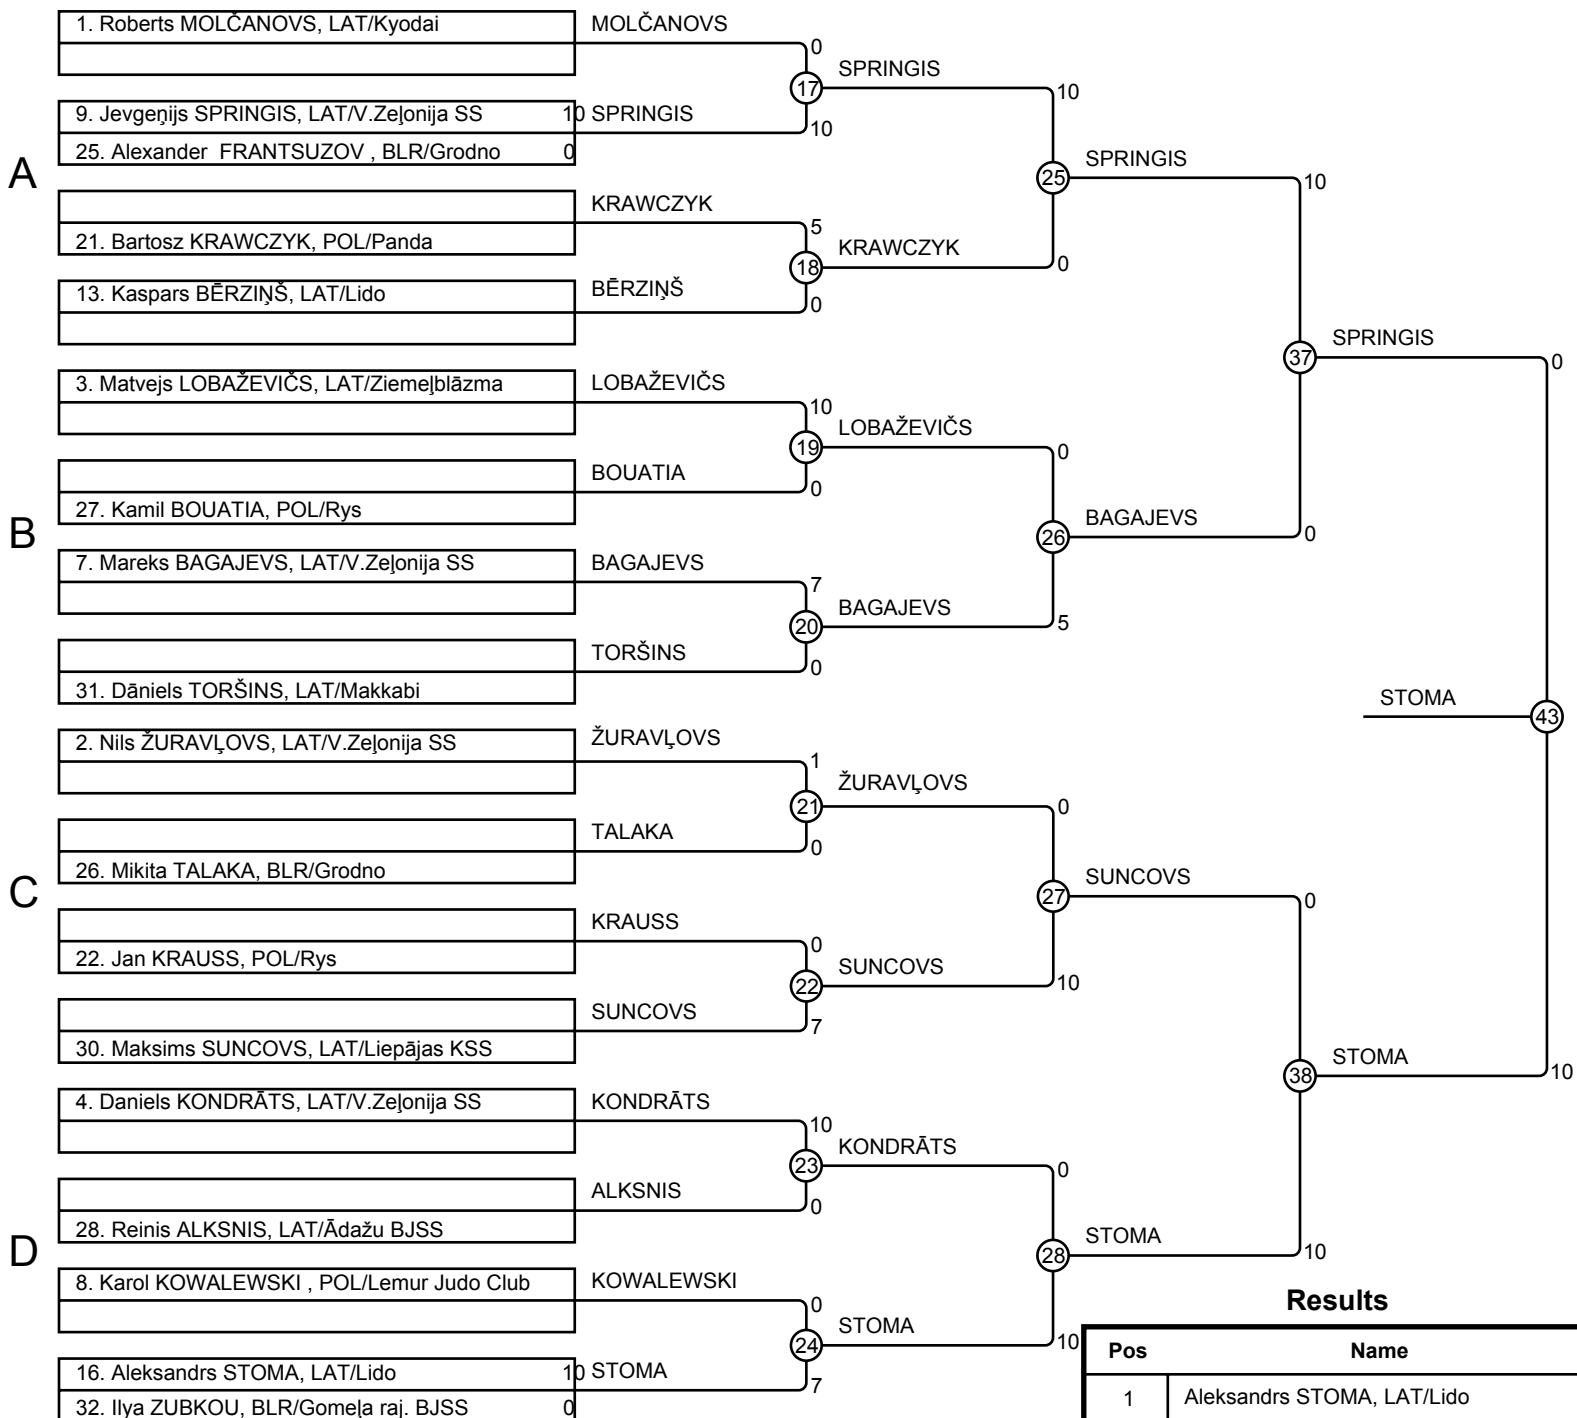 1. Roberts MOLČANOVS, LAT/Kyodai
MOLČANOVS
0
SPRINGIS
17
10
9. Jevgeņijs SPRINGIS, LAT/V.Zeļonija SS 10
SPRINGIS
10
25. Alexander FRANTSUZOV , BLR/Grodno 0
A
SPRINGIS
25
10
KRAWCZYK
5
21. Bartosz KRAWCZYK, POL/Panda
KRAWCZYK
18
0
13. Kaspars BĒRZIŅŠ, LAT/Lido
BĒRZIŅŠ
0
SPRINGIS
37
0
3. Matvejs LOBAŽEVIČS, LAT/Ziemeļblāzma
LOBAŽEVIČS
10
LOBAŽEVIČS
19
0
BOUATIA
0
27. Kamil BOUATIA, POL/Rys
B
BAGAJEVS
26
0
7. Mareks BAGAJEVS, LAT/V.Zeļonija SS
BAGAJEVS
7
BAGAJEVS
20
5
TORŠINS
0
31. Dāniels TORŠINS, LAT/Makkabi
STOMA
43
2. Nils ŽURAVĻOVS, LAT/V.Zeļonija SS
ŽURAVĻOVS
1
ŽURAVĻOVS
21
0
TALAKA
0
26. Mikita TALAKA, BLR/Grodno
C
SUNCOVS
27
0
KRAUSS
0
22. Jan KRAUSS, POL/Rys
SUNCOVS
22
10
SUNCOVS
7
30. Maksims SUNCOVS, LAT/Liepājas KSS
STOMA
38
10
4. Daniels KONDRĀTS, LAT/V.Zeļonija SS
KONDRĀTS
10
KONDRĀTS
23
0
ALKSNIS
0
28. Reinis ALKSNIS, LAT/Ādažu BJSS
D
STOMA
28
10
8. Karol KOWALEWSKI , POL/Lemur Judo Club
KOWALEWSKI
0
STOMA
24
10
16. Aleksandrs STOMA, LAT/Lido 10
STOMA
7
32. Ilya ZUBKOU, BLR/Gomeļa raj. BJSS 0
Results
Pos Name
1 Aleksandrs STOMA, LAT/Lido